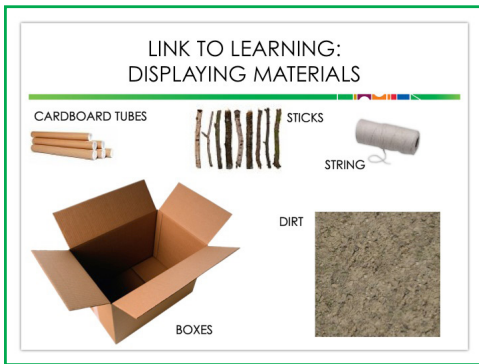 LINK TO LEARNING:
DISPLAYING MATERIALS
CARDBOARD TUBES
STICKS
STRING
DIRT
BOXES